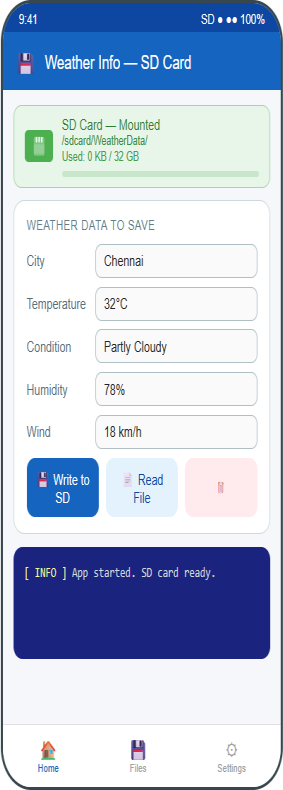 9:41 SD ● ●● 100%
Weather Info — SD Card
SD Card — Mounted
/sdcard/WeatherData/
Used: 0 KB / 32 GB
WEATHER DATA TO SAVE
City Chennai
Temperature 32°C
Condition Partly Cloudy
Humidity 78%
Wind 18 km/h
Write to
SD
Read
File
[ INFO ] App started. SD card ready.
Home Files Settings